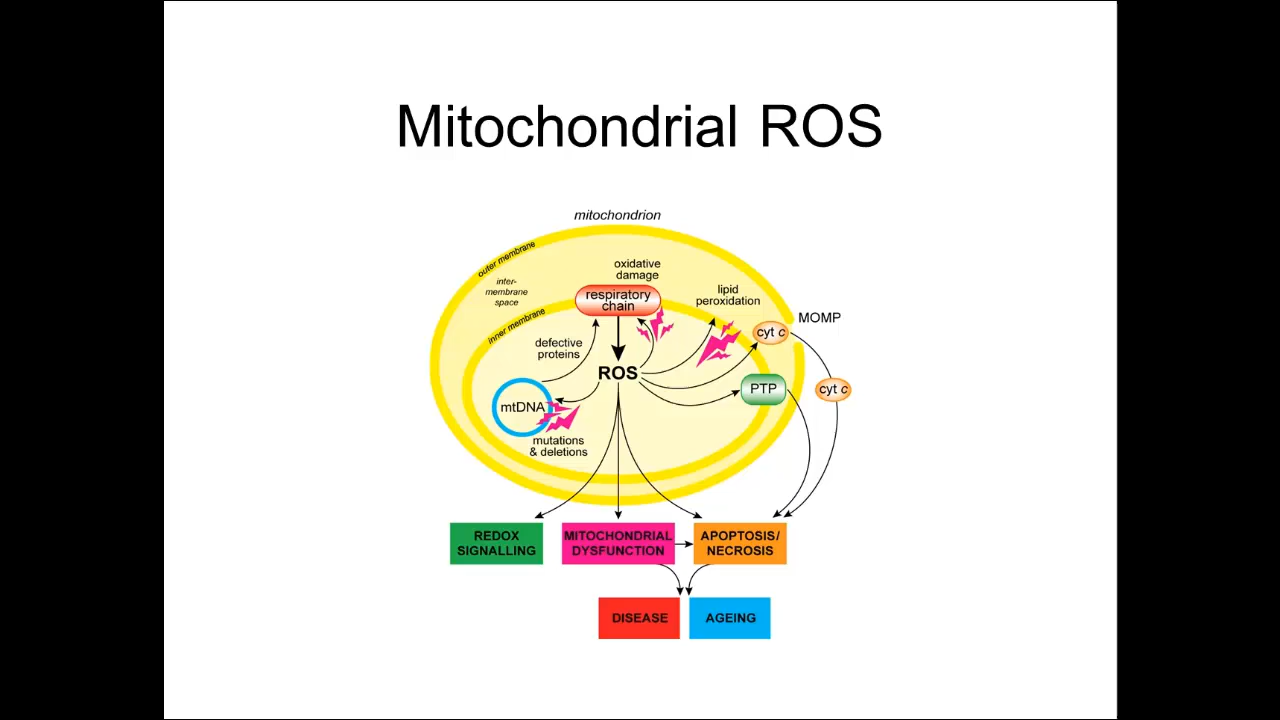 Mitochondrial ROS
mitochondrion
outer membrane
inter-
membrane
space
inner membrane
oxidative
damage
respiratory
chain
lipid
peroxidation
MOMP
cyt c
defective
proteins
ROS
PTP
cyt c
mtDNA
mutations
& deletions
REDOX
SIGNALLING
MITOCHONDRIAL
DYSFUNCTION
APOPTOSIS/
NECROSIS
DISEASE
AGEING